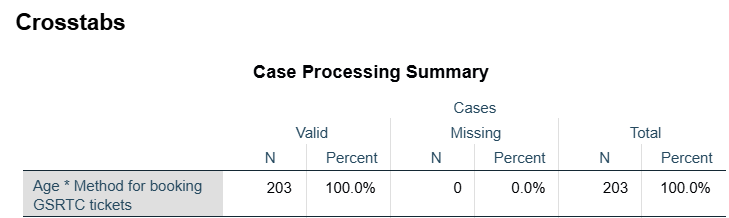 Crosstabs
Case Processing Summary
Cases
Valid Missing Total
N Percent N Percent N Percent
Age * Method for booking 203 100.0% 0 0.0% 203 100.0%
GSRTC tickets